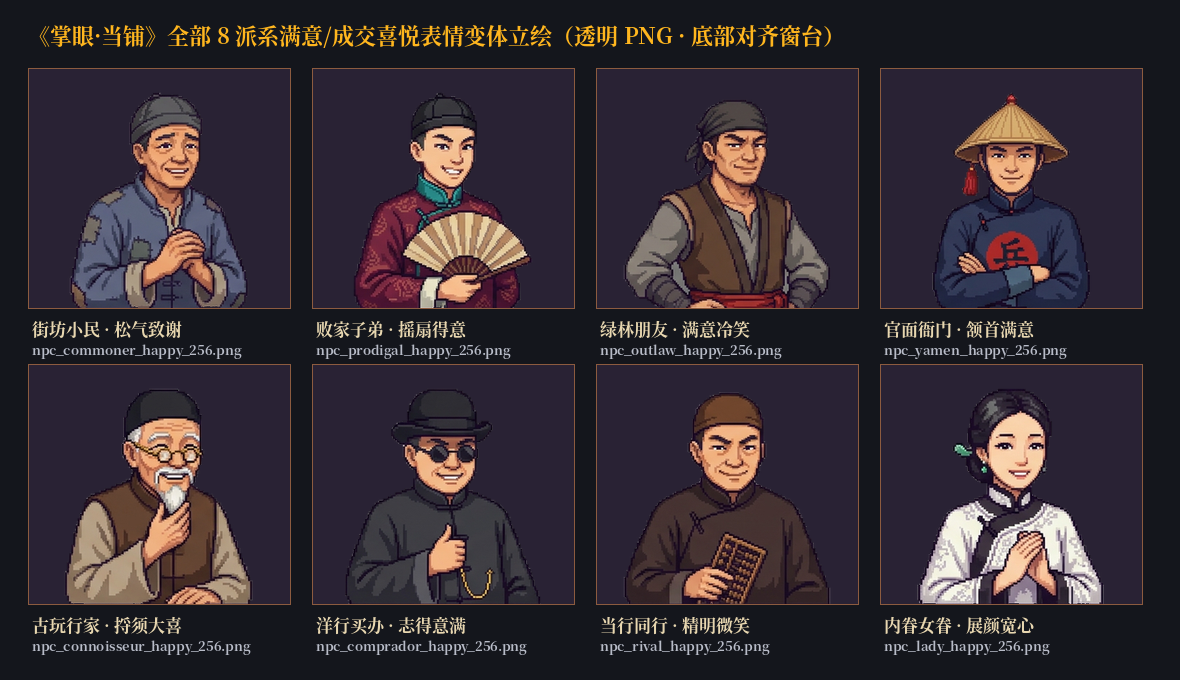 《掌眼·当铺》全部 8 派系满意/成交喜悦表情变体立绘（透明 PNG · 底部对齐窗台）
兵
街坊小民 · 松气致谢
败家子弟 · 摇扇得意
绿林朋友 · 满意冷笑
官面衙门 · 颔首满意
npc_commoner_happy_256.png
npc_prodigal_happy_256.png
npc_outlaw_happy_256.png
npc_yamen_happy_256.png
古玩行家 · 捋须大喜
洋行买办 · 志得意满
当行同行 · 精明微笑
内眷女眷 · 展颜宽心
npc_connoisseur_happy_256.png
npc_comprador_happy_256.png
npc_rival_happy_256.png
npc_lady_happy_256.png